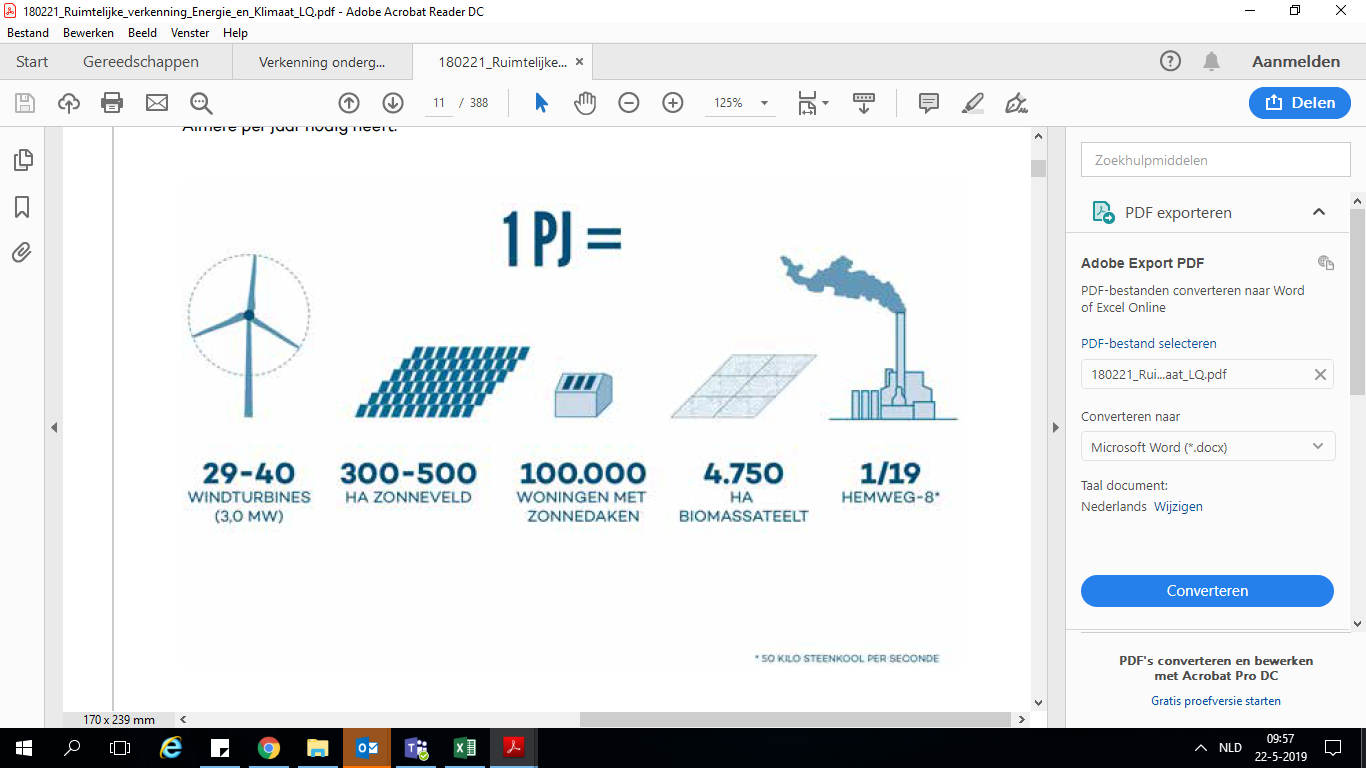 180221_Ruimtelijke_verkenning_Energie_en_Klimaat_LQ.pdf - Adobe Acrobat Reader DC
Bestand Bewerken Beeld Venster Help
Start Gereedschappen Verkenning onderg... 180221_Ruimtelijke... × Aanmelden
11 / 388 125% Delen
Almere per jaar nodig heeft.
1 PJ =
29-40
WINDTURBINES
(3,0 MW)
300-500
HA ZONNEVELD
100.000
WONINGEN MET
ZONNEDAKEN
4.750
HA
BIOMASSATEELT
1/19
HEMWEG-8*
* 50 KILO STEENKOOL PER SECONDE
170 x 239 mm
Zoekhulpmiddelen
PDF exporteren
Adobe Export PDF
PDF-bestanden converteren naar Word
of Excel Online
PDF-bestand selecteren
180221_Rui...aat_LQ.pdf
Converteren naar
Microsoft Word (*.docx)
Taal document:
Nederlands Wijzigen
Converteren
PDF's converteren en bewerken
met Acrobat Pro DC
Gratis proefversie starten
NLD
09:57
22-5-2019